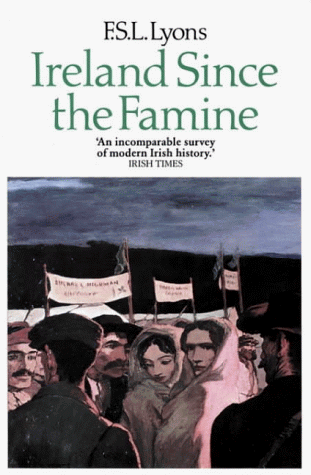 F.S.L. Lyons
Ireland Since
the Famine
'An incomparable survey
of modern Irish history.'
IRISH TIMES